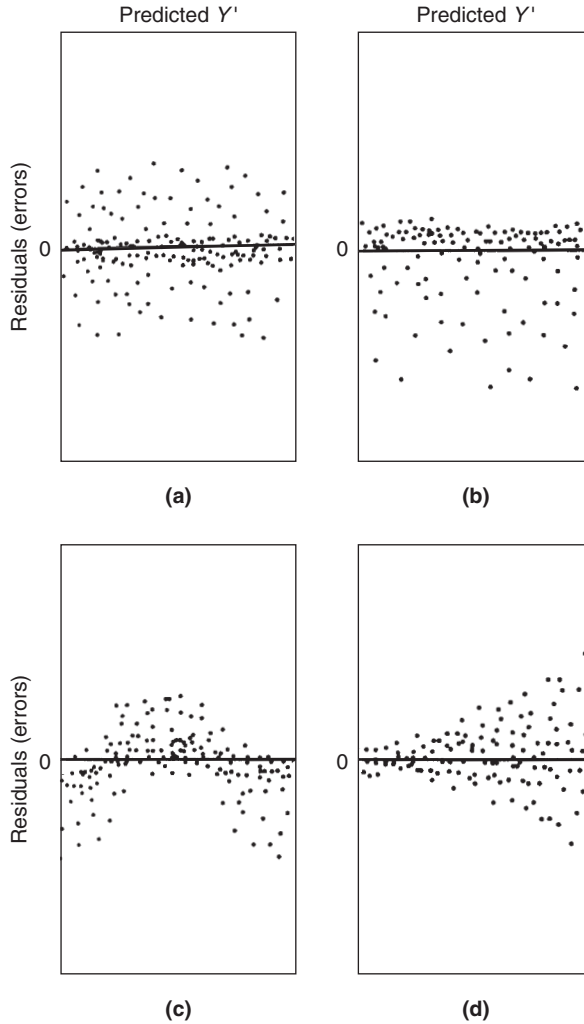 Predicted Y' Predicted Y'
Residuals (errors)
0 0
(a) (b)
Residuals (errors)
0 0
(c) (d)